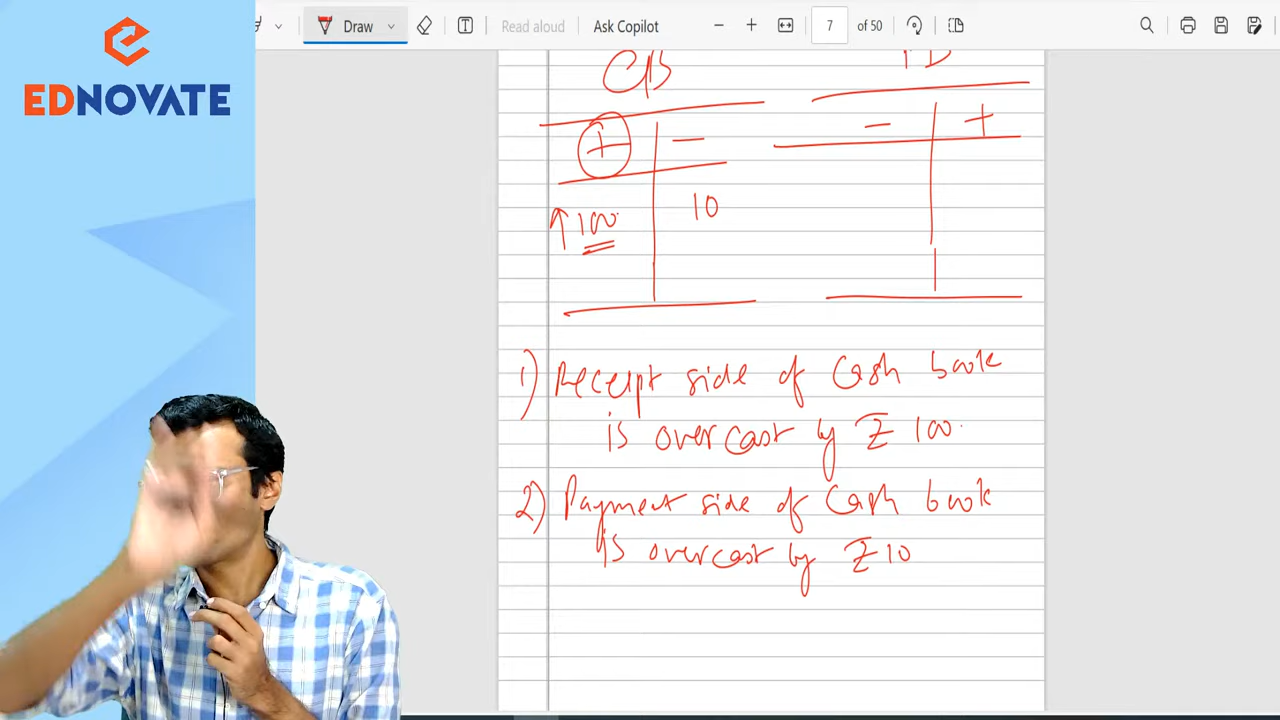 Draw
Read aloud
Ask Copilot
7
of 50
EDNOVATE
CB
+ - - +
↑ 100 10
1) Receipt side of Cash book
is overcast by ₹ 100.
2) Payment side of Cash book
is overcast by ₹ 10